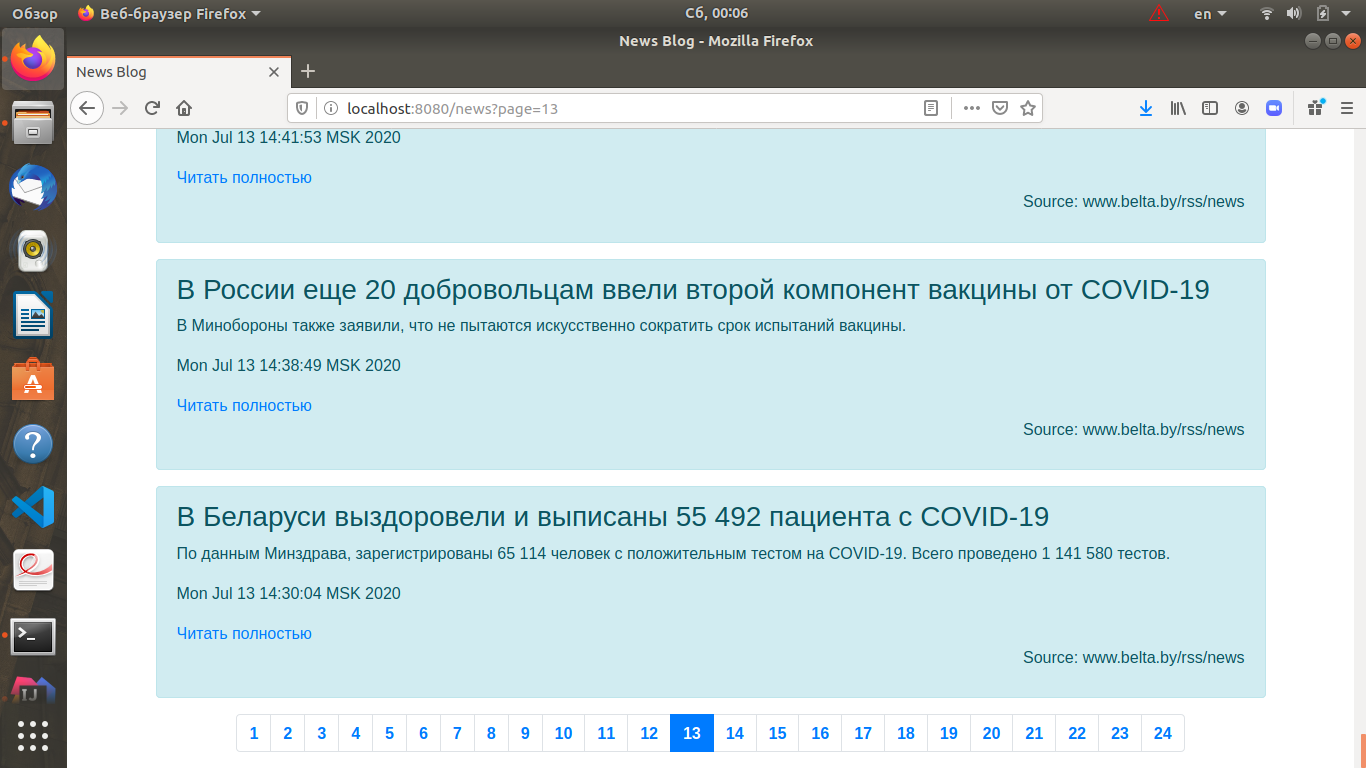 Обзор Веб-браузер Firefox Сб, 00:06 en
News Blog - Mozilla Firefox
News Blog
localhost:8080/news?page=13
Mon Jul 13 14:41:53 MSK 2020
Читать полностью
Source: www.belta.by/rss/news
В России еще 20 добровольцам ввели второй компонент вакцины от COVID-19
В Минобороны также заявили, что не пытаются искусственно сократить срок испытаний вакцины.
Mon Jul 13 14:38:49 MSK 2020
Читать полностью
Source: www.belta.by/rss/news
В Беларуси выздоровели и выписаны 55 492 пациента с COVID-19
По данным Минздрава, зарегистрированы 65 114 человек с положительным тестом на COVID-19. Всего проведено 1 141 580 тестов.
Mon Jul 13 14:30:04 MSK 2020
Читать полностью
Source: www.belta.by/rss/news
1 2 3 4 5 6 7 8 9 10 11 12 13 14 15 16 17 18 19 20 21 22 23 24
IJ